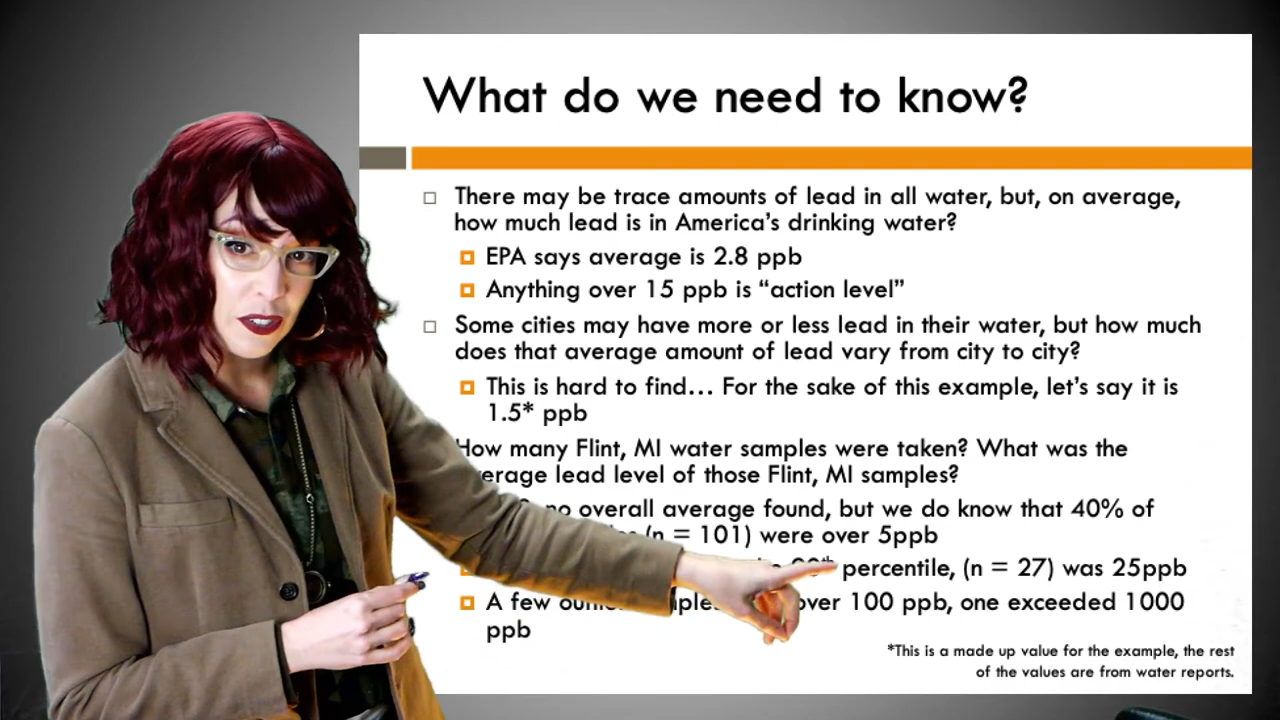 What do we need to know?
There may be trace amounts of lead in all water, but, on average,
how much lead is in America's drinking water?
EPA says average is 2.8 ppb
Anything over 15 ppb is “action level”
Some cities may have more or less lead in their water, but how much
does that average amount of lead vary from city to city?
This is hard to find... For the sake of this example, let's say it is
1.5* ppb
How many Flint, MI water samples were taken? What was the
lead level of those Flint, MI samples?
no overall average found, but we do know that 40% of
(n = 101) were over 5ppb
percentile, (n = 27) was 25ppb
A few over 100 ppb, one exceeded 1000
ppb
*This is a made up value for the example, the rest
of the values are from water reports.